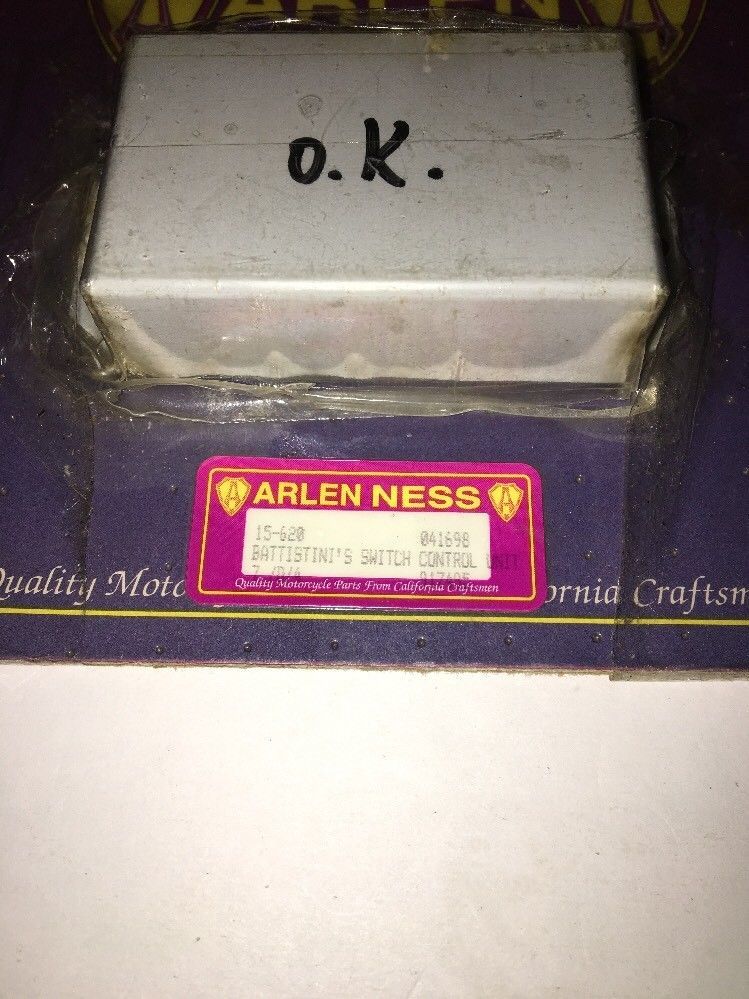 ARLEN
o.K.
ARLEN NESS
15-620 041698
BATTISTINI'S SWITCH CONTROL UNIT
Quality Motorcycle Parts From California Craftsmen
Quality Moto ornia Craftsm